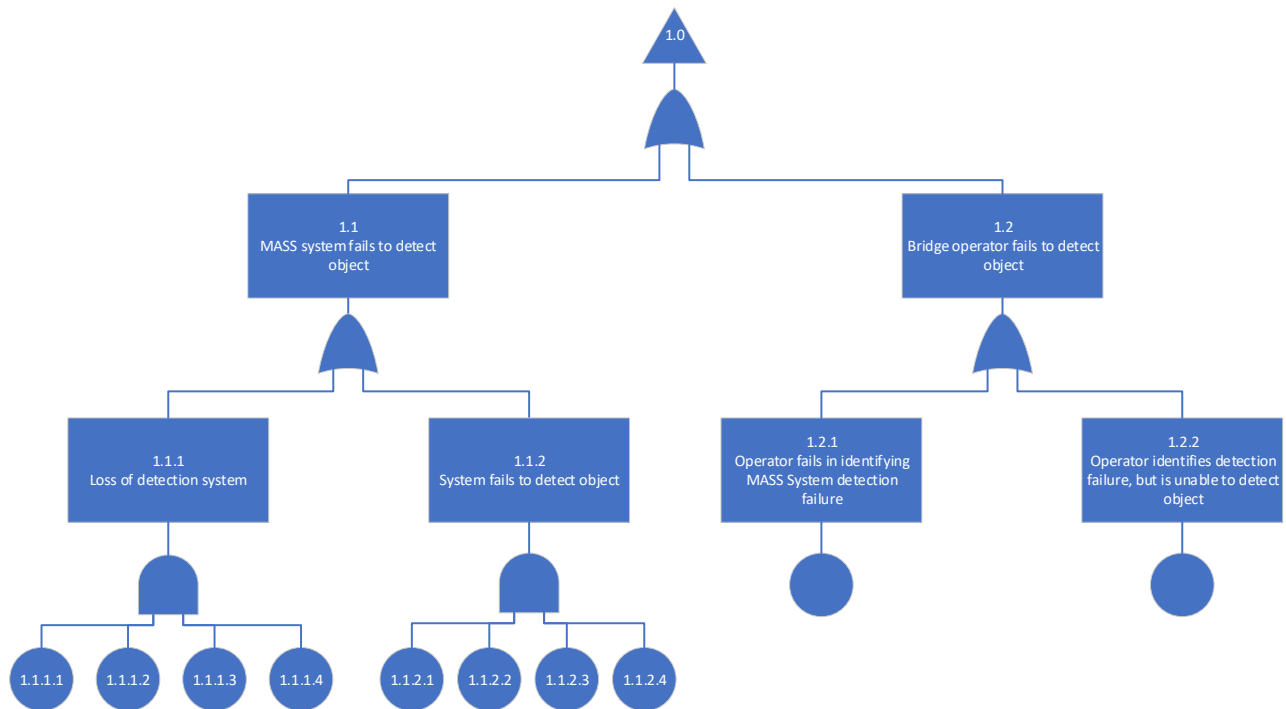 1.0
1.1
MASS system fails to detect
object
1.2
Bridge operator fails to detect
object
1.1.1
Loss of detection system
1.1.2
System fails to detect object
1.2.1
Operator fails in identifying
MASS System detection
failure
1.2.2
Operator identifies detection
failure, but is unable to detect
object
1.1.1.1
1.1.1.2
1.1.1.3
1.1.1.4
1.1.2.1
1.1.2.2
1.1.2.3
1.1.2.4